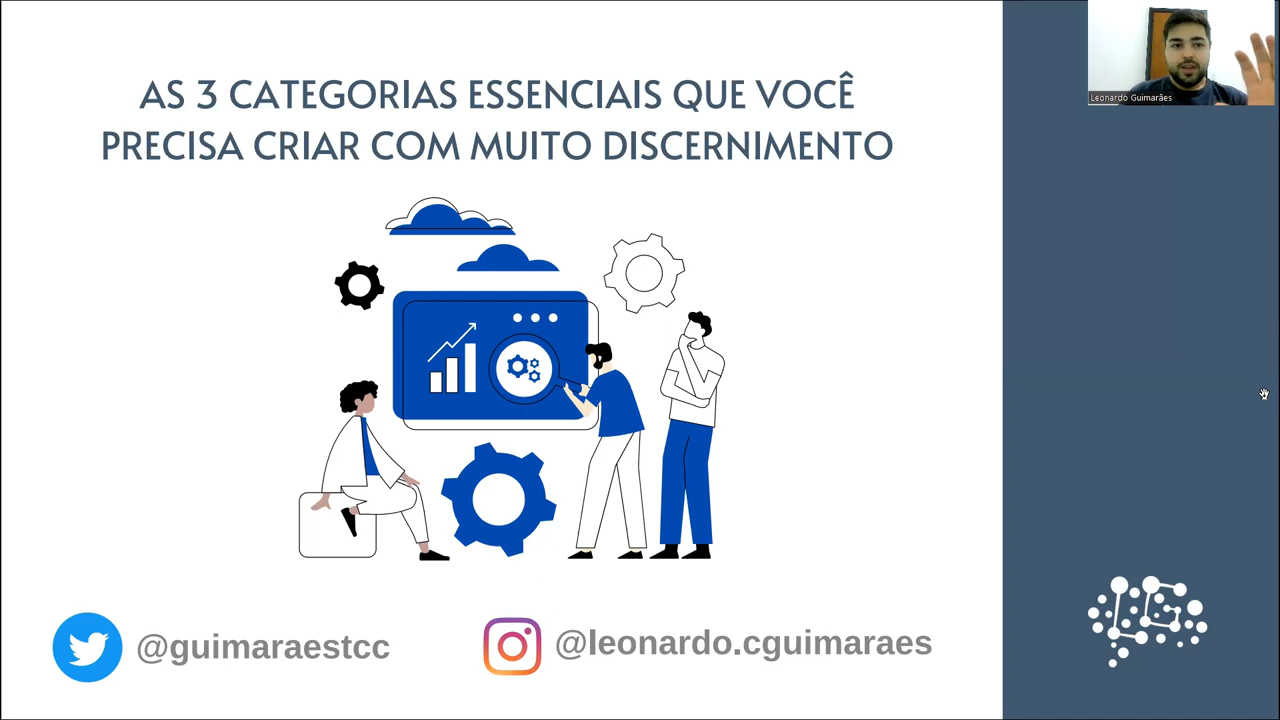 AS 3 CATEGORIAS ESSENCIAIS QUE VOCÊ
PRECISA CRIAR COM MUITO DISCERNIMENTO
Leonardo Guimarães
@guimaraestcc
@leonardo.cguimaraes